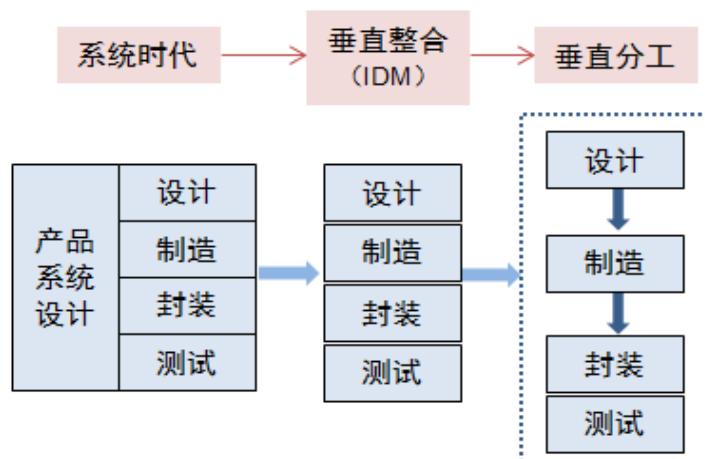 系统时代
垂直整合
（IDM）
垂直分工
产品
系统
设计
设计
制造
封装
测试
设计
制造
封装
测试
设计
制造
封装
测试